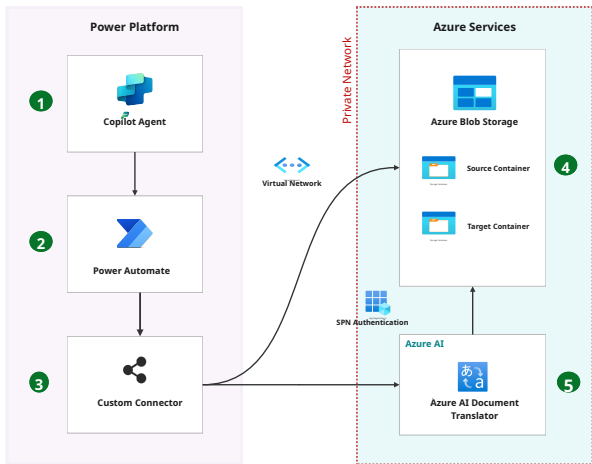 Power Platform
1
Copilot Agent
2
Power Automate
3
Custom Connector
Virtual Network
Private Network
SPN Authentication
Azure Services
Azure Blob Storage
Source Container
4
Target Container
Azure AI
あ
a
Azure AI Document
Translator
5